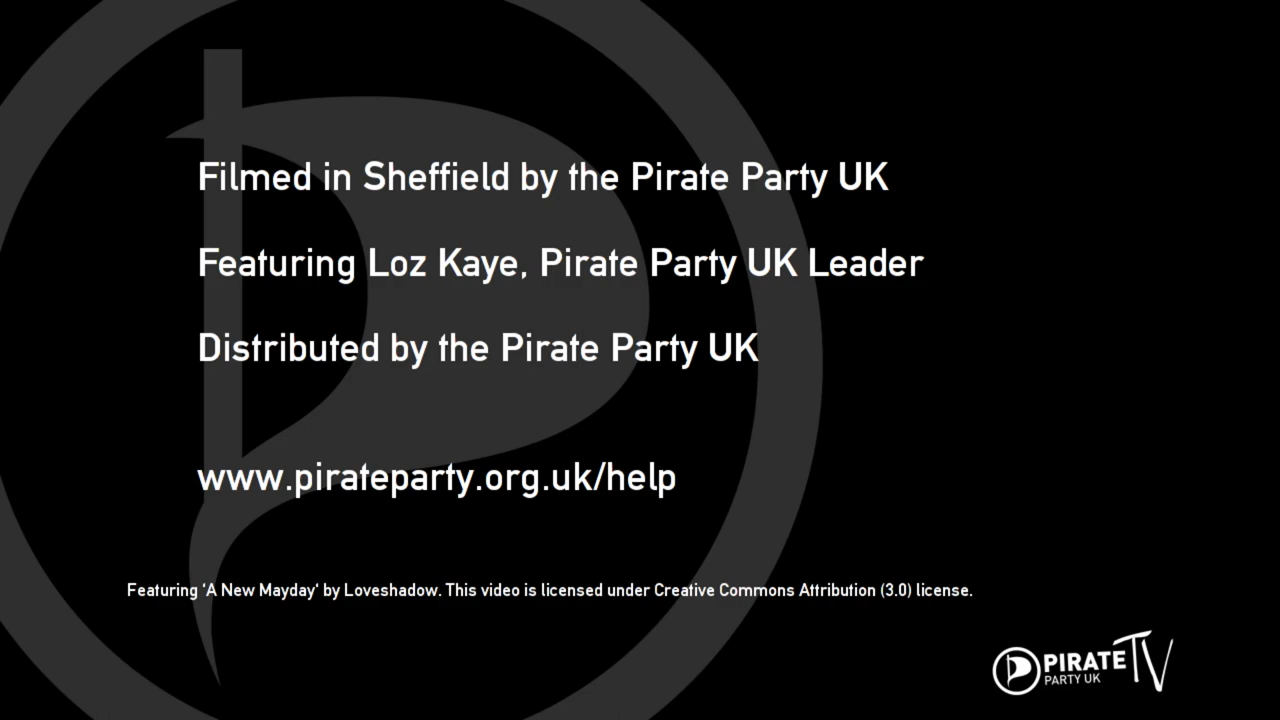 Filmed in Sheffield by the Pirate Party UK
Featuring Loz Kaye, Pirate Party UK Leader
Distributed by the Pirate Party UK
www.pirateparty.org.uk/help
Featuring ‘A New Mayday‘ by Loveshadow. This video is licensed under Creative Commons Attribution (3.0) license.
PIRATE TV
PARTY UK